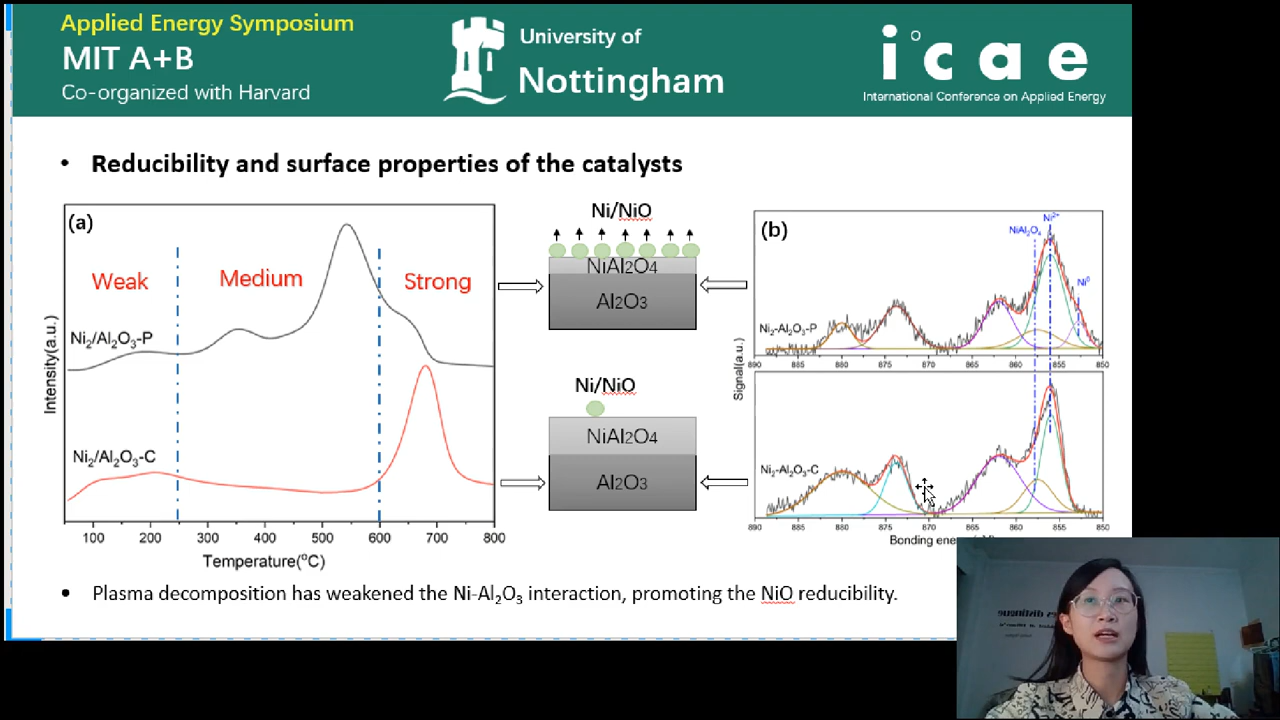 Applied Energy Symposium
MIT A+B
Co-organized with Harvard
University of
Nottingham
icae
International Conference on Applied Energy
• Reducibility and surface properties of the catalysts
(a)
Weak
Medium
Strong
Ni₂/Al₂O₃-P
Ni₂/Al₂O₃-C
Intensity(a.u.)
100 200 300 400 500 600 700 800
Temperature(°C)
Ni/NiO
NiAl2O4
Al2O3
Ni/NiO
NiAl2O4
Al2O3
(b)
Ni²⁺
NiAl₂O₄
Ni⁰
Ni₂-Al₂O₃-P
890 885 880 875 870 865 860 855 850
Signal(a.u.)
Ni₂-Al₂O₃-C
890 885 880 875 870 865 860 855 850
Bonding
• Plasma decomposition has weakened the Ni-Al₂O₃ interaction, promoting the NiO reducibility.